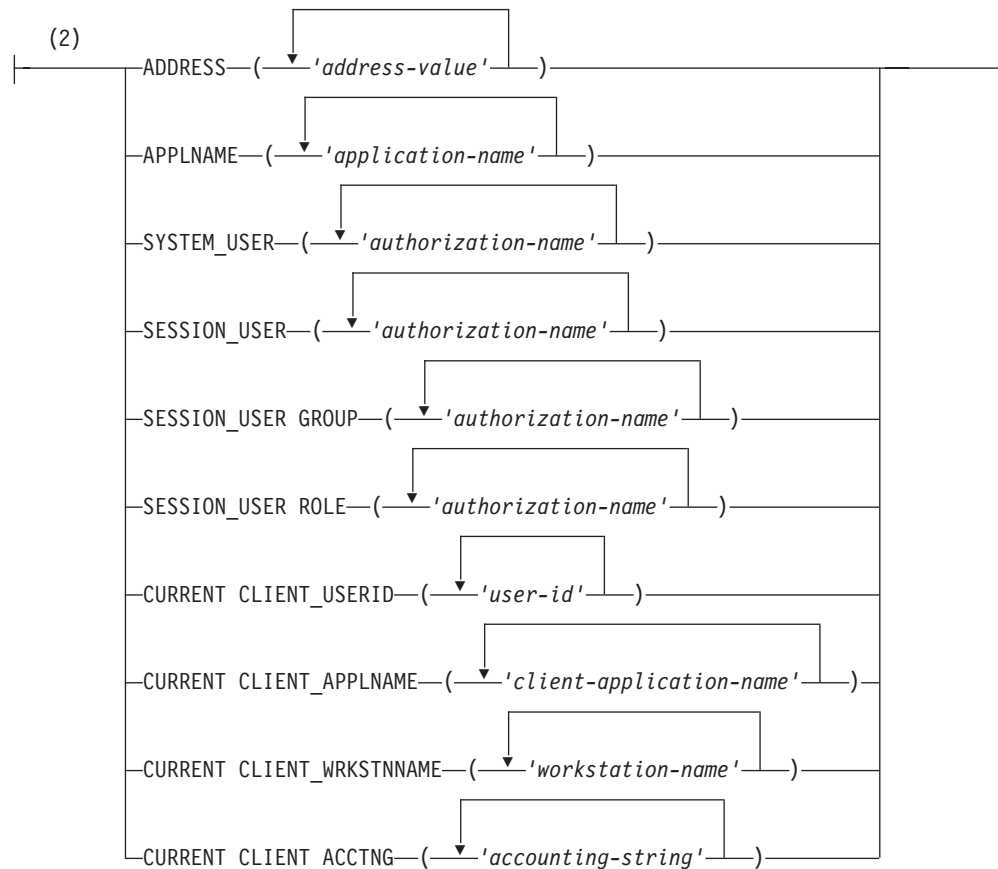 (2)
ADDRESS ( 'address-value' )
APPLNAME ( 'application-name' )
SYSTEM_USER ( 'authorization-name' )
SESSION_USER ( 'authorization-name' )
SESSION_USER GROUP ( 'authorization-name' )
SESSION_USER ROLE ( 'authorization-name' )
CURRENT CLIENT_USERID ( 'user-id' )
CURRENT CLIENT_APPLNAME ( 'client-application-name' )
CURRENT CLIENT_WRKSTNNAME ( 'workstation-name' )
CURRENT CLIENT ACCTNG ( 'accounting-string' )